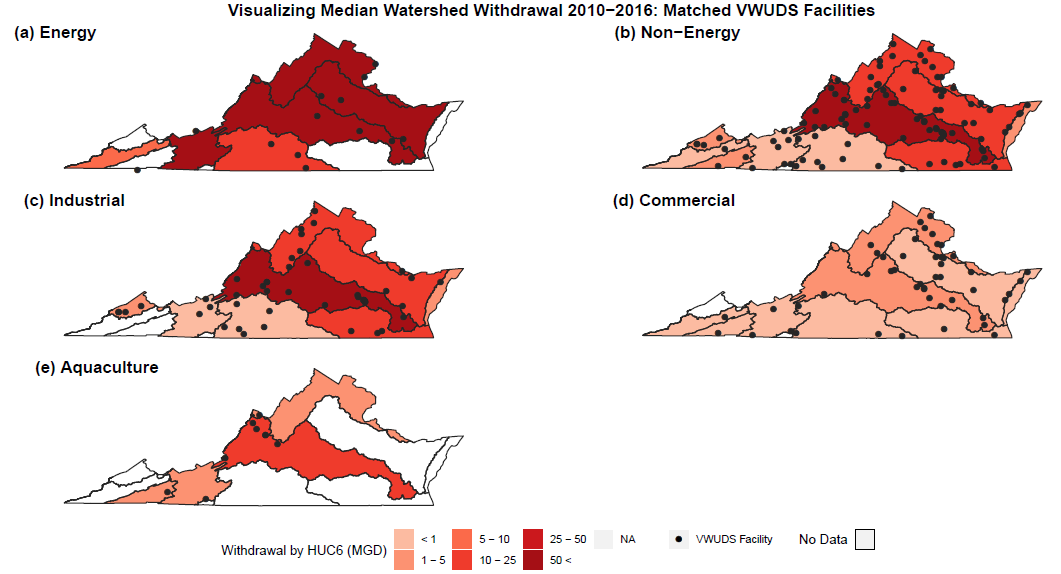 Visualizing Median Watershed Withdrawal 2010−2016: Matched VWUDS Facilities
(a) Energy
(b) Non−Energy
(c) Industrial
(d) Commercial
(e) Aquaculture
Withdrawal by HUC6 (MGD)
< 1
1 − 5
5 − 10
10 − 25
25 − 50
50 <
NA
VWUDS Facility
No Data